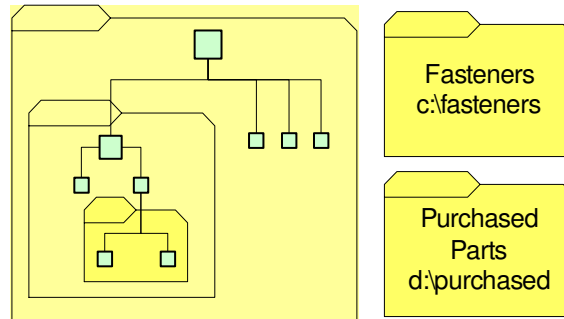 Fasteners
c:\fasteners
Purchased
Parts
d:\purchased